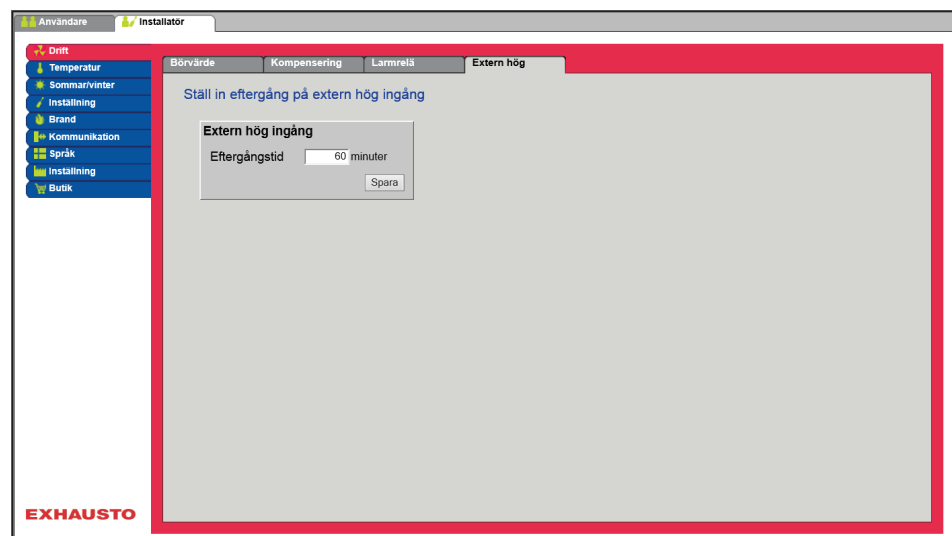 Användare
Installatör
Drift
Temperatur
Sommar/vinter
Inställning
Brand
Kommunikation
Språk
Inställning
Butik
Börvärde
Kompensering
Larmrelä
Extern hög
Ställ in eftergång på extern hög ingång
Extern hög ingång
Eftergångstid 60 minuter
Spara
EXHAUSTO